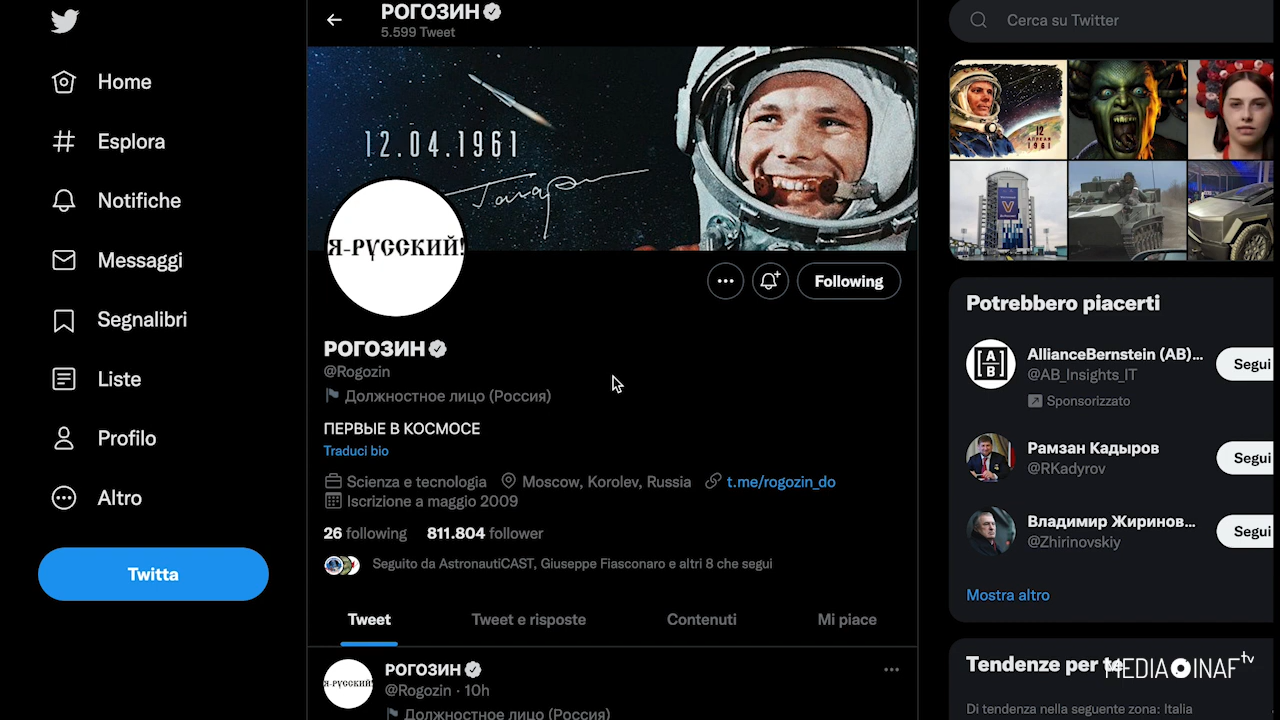 РОГОЗИН
5.599 Tweet
Cerca su Twitter
Home
Esplora
Notifiche
Messaggi
Segnalibri
Liste
Profilo
Altro
Twitta
12.04.1961
Я-РУССКИЙ!
12
АПРЕЛЯ
1961
V
Following
РОГОЗИН
@Rogozin
Должностное лицо (Россия)
ПЕРВЫЕ В КОСМОСЕ
Traduci bio
Scienza e tecnologia Moscow, Korolev, Russia t.me/rogozin_do
Iscrizione a maggio 2009
26 following 811.804 follower
Seguito da AstronautiCAST, Giuseppe Fiasconaro e altri 8 che segui
Tweet Tweet e risposte Contenuti Mi piace
РОГОЗИН
@Rogozin · 10h
Должностное лицо (Россия)
Я-РУССКИЙ!
Potrebbero piacerti
[A
B]
AllianceBernstein (AB)...
@AB_Insights_IT
Sponsorizzato
Segui
Рамзан Кадыров
@RKadyrov
Segui
Владимир Жиринов...
@Zhirinovskiy
Segui
Mostra altro
Tendenze per te
MEDIA INAF tv
Di tendenza nella seguente zona: Italia